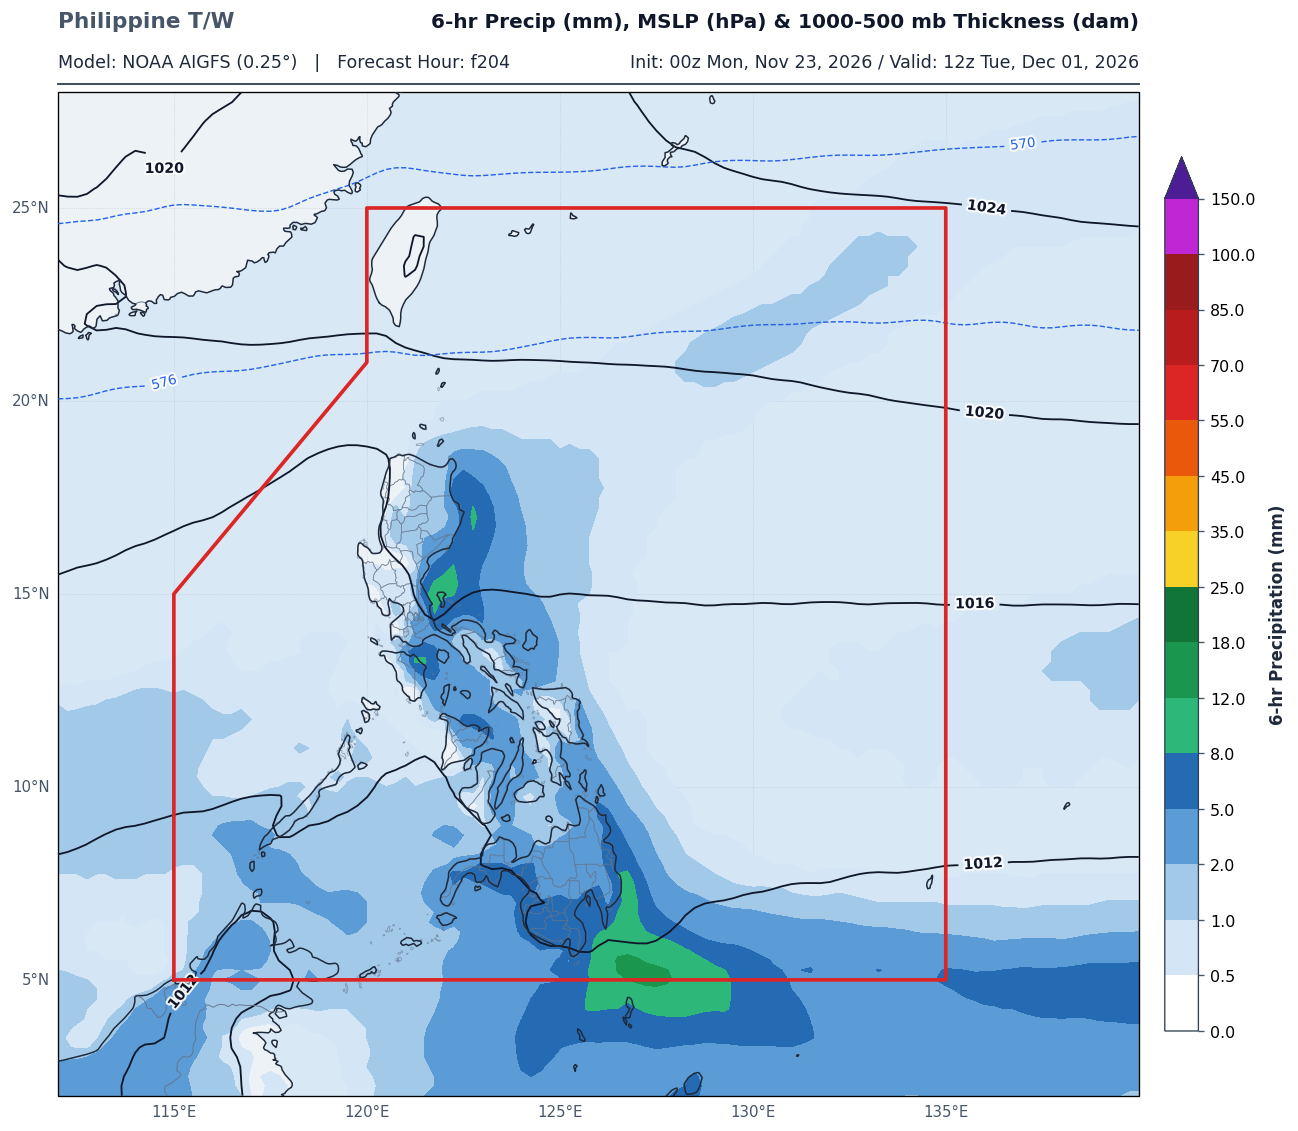 Philippine T/W
6-hr Precip (mm), MSLP (hPa) & 1000-500 mb Thickness (dam)
Model: NOAA AIGFS (0.25°) | Forecast Hour: f204
Init: 00z Mon, Nov 23, 2026 / Valid: 12z Tue, Dec 01, 2026
570
1020
1024
25°N
576
20°N
1020
15°N
1016
10°N
1012
5°N
1012
115°E
120°E
125°E
130°E
135°E
150.0
100.0
85.0
70.0
55.0
45.0
35.0
25.0
18.0
12.0
8.0
5.0
2.0
1.0
0.5
0.0
6-hr Precipitation (mm)